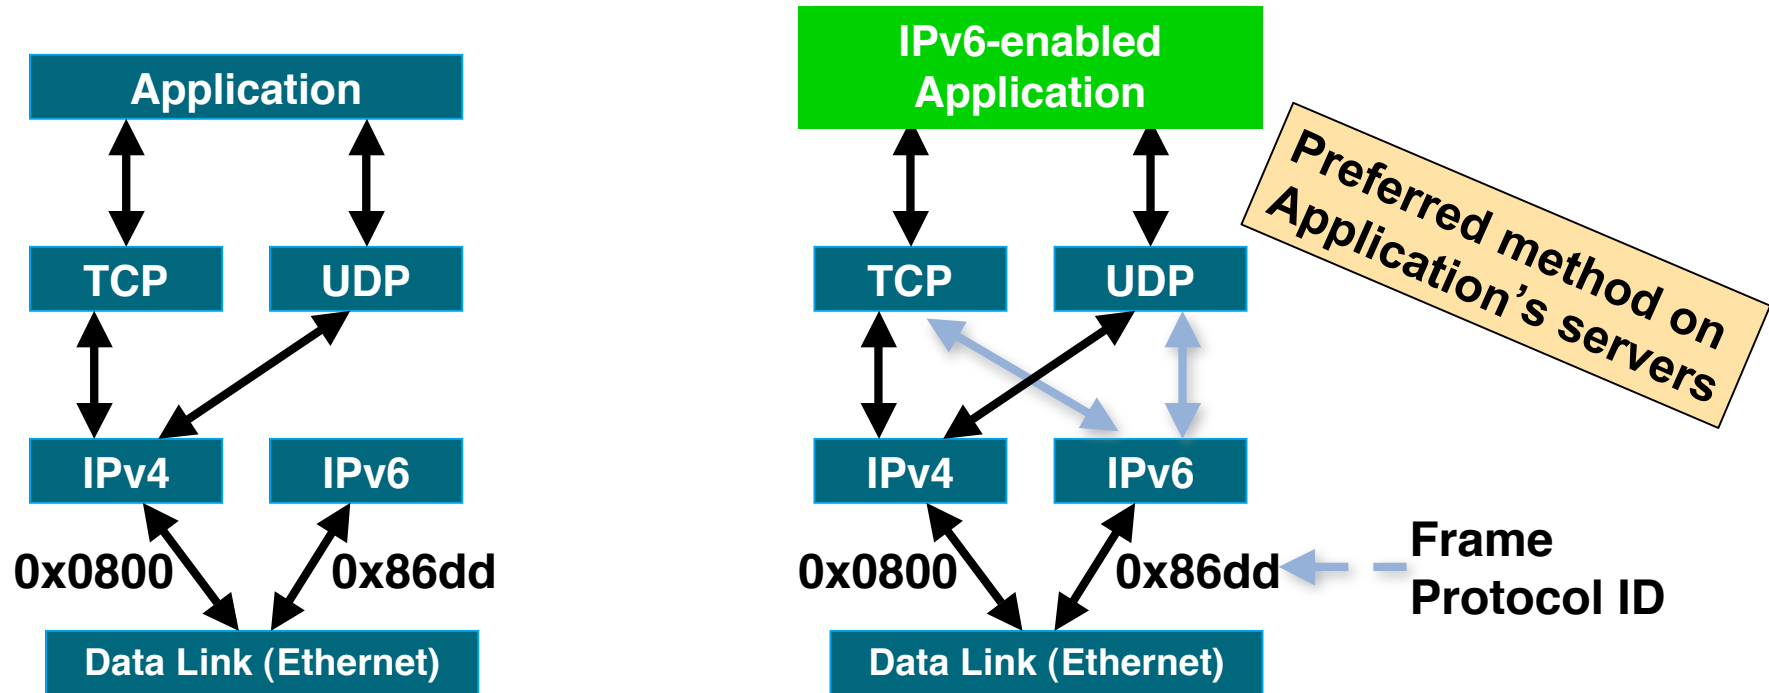 Application
TCP
UDP
IPv4
IPv6
0x0800
0x86dd
Data Link (Ethernet)
IPv6-enabled
Application
Preferred method on
Application’s servers
TCP
UDP
IPv4
IPv6
0x0800
0x86dd
Frame
Protocol ID
Data Link (Ethernet)